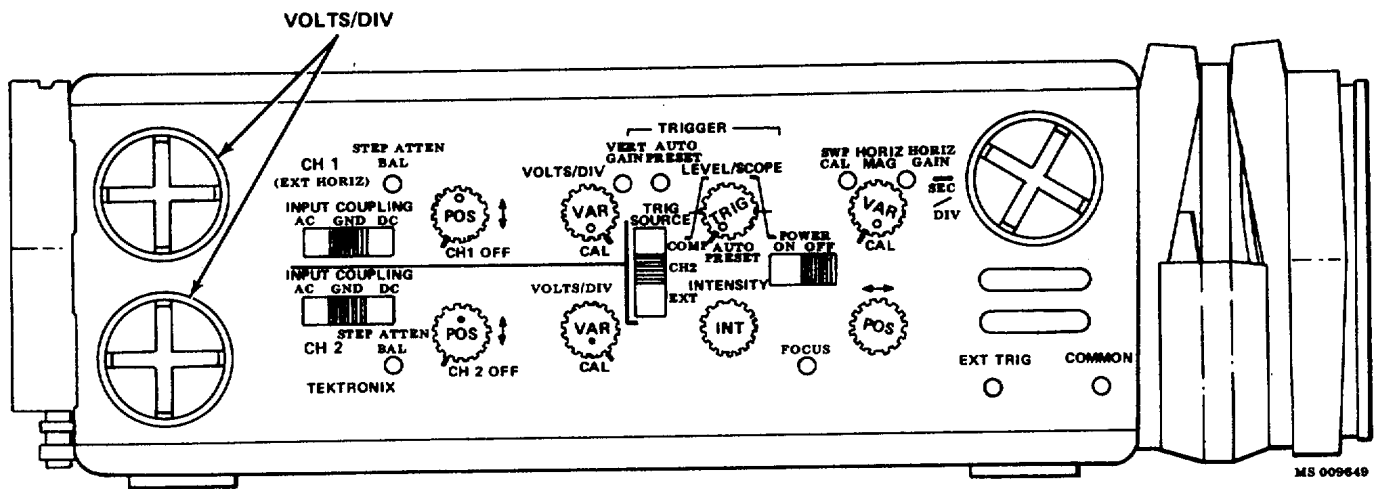 VOLTS/DIV
TRIGGER
STEP ATTEN
BAL
CH 1
(EXT HORIZ)
INPUT COUPLING
AC GND DC
POS
CH1 OFF
VOLTS/DIV
VAR
CAL
VERT
GAIN
AUTO
PRESET
LEVEL/SCOPE
TRIG
SOURCE
TRIG
COMP
AUTO
PRESET
CH2
EXT
POWER
ON OFF
SWP
CAL
HORIZ
MAG
HORIZ
GAIN
VAR
CAL
SEC
/
DIV
INPUT COUPLING
AC GND DC
STEP ATTEN
BAL
CH 2
TEKTRONIX
POS
CH 2 OFF
VOLTS/DIV
VAR
CAL
INTENSITY
INT
FOCUS
POS
EXT TRIG
COMMON
MS 009649